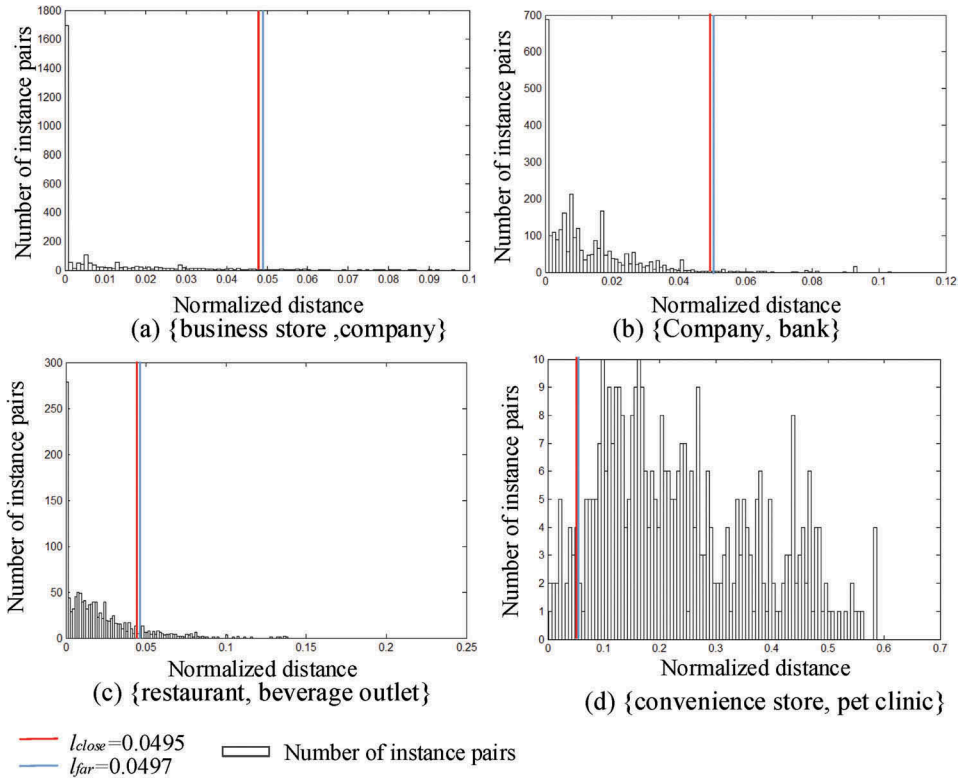 1800
1600
1400
1200
1000
800
600
400
200
0
0 0.01 0.02 0.03 0.04 0.05 0.06 0.07 0.08 0.09 0.1
Number of instance pairs
Normalized distance
(a) {business store ,company}
700
600
500
400
300
200
100
0
0 0.02 0.04 0.06 0.08 0.1 0.12
Number of instance pairs
Normalized distance
(b) {Company, bank}
300
250
200
150
100
50
0
0 0.05 0.1 0.15 0.2 0.25
Number of instance pairs
Normalized distance
(c) {restaurant, beverage outlet}
10
9
8
7
6
5
4
3
2
1
0
0 0.1 0.2 0.3 0.4 0.5 0.6 0.7
Number of instance pairs
Normalized distance
(d) {convenience store, pet clinic}
lclose=0.0495
lfar=0.0497
Number of instance pairs